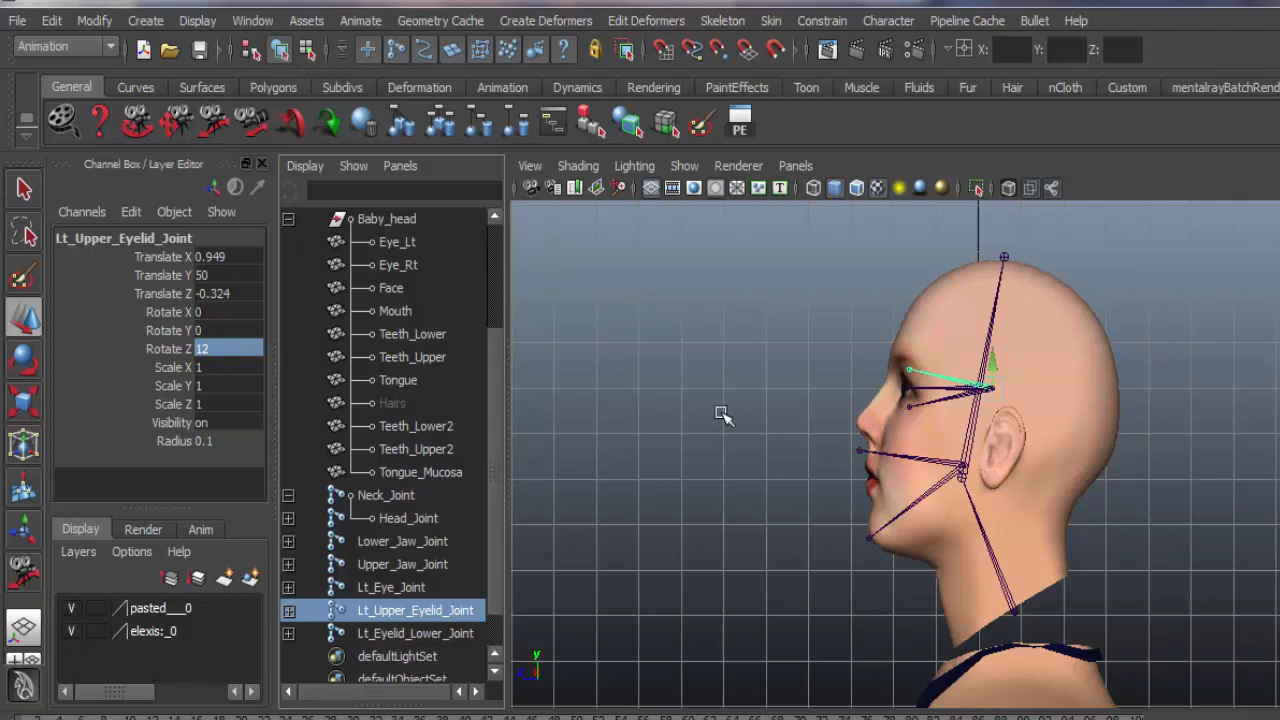 File Edit Modify Create Display Window Assets Animate Geometry Cache Create Deformers Edit Deformers Skeleton Skin Constrain Character Pipeline Cache Bullet Help
Animation X: Y: Z:
General Curves Surfaces Polygons Subdivs Deformation Animation Dynamics Rendering PaintEffects Toon Muscle Fluids Fur Hair nCloth Custom mentalrayBatchRend
PE
Channel Box / Layer Editor
Channels Edit Object Show
Lt_Upper_Eyelid_Joint
Translate X 0.949
Translate Y 50
Translate Z -0.324
Rotate X 0
Rotate Y 0
Rotate Z 12
Scale X 1
Scale Y 1
Scale Z 1
Visibility on
Radius 0.1
Display Render Anim
Layers Options Help
V pasted___0
V elexis:_0
Display Show Panels
Baby_head
Eye_Lt
Eye_Rt
Face
Mouth
Teeth_Lower
Teeth_Upper
Tongue
Hairs
Teeth_Lower2
Teeth_Upper2
Tongue_Mucosa
Neck_Joint
Head_Joint
Lower_Jaw_Joint
Upper_Jaw_Joint
Lt_Eye_Joint
Lt_Upper_Eyelid_Joint
Lt_Eyelid_Lower_Joint
defaultLightSet
defaultObjectSet
View Shading Lighting Show Renderer Panels
y